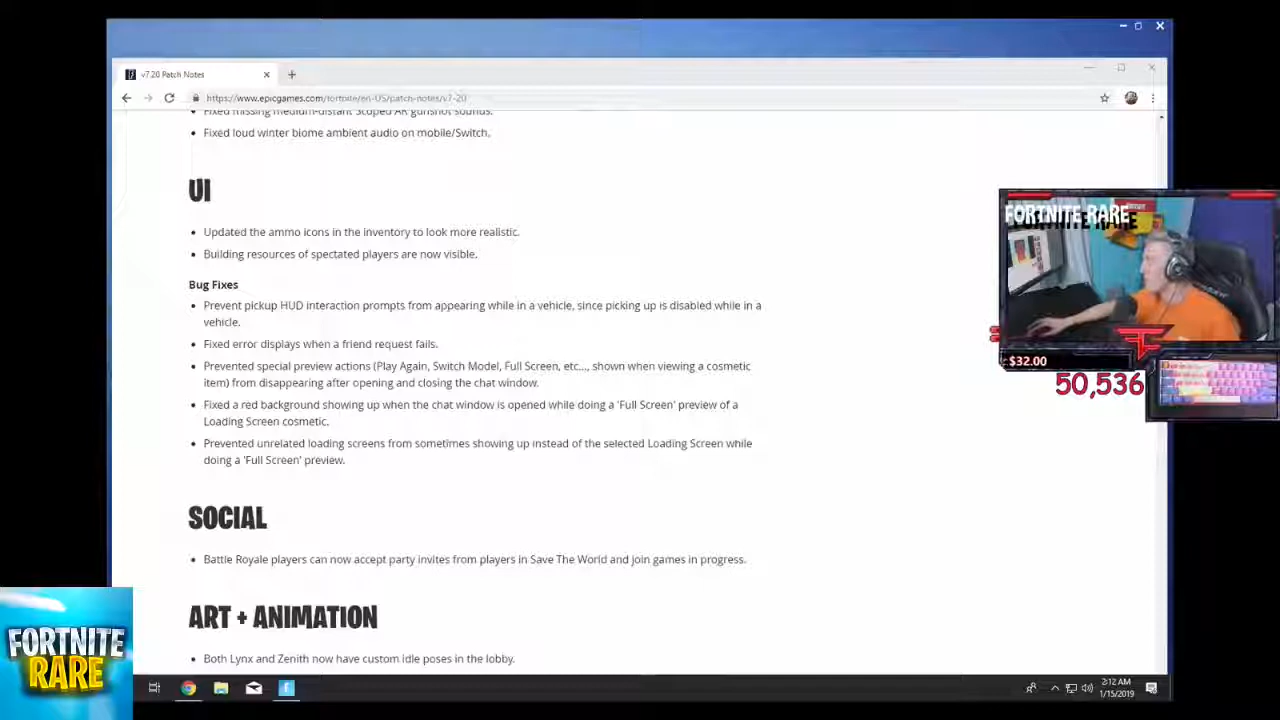 v7.20 Patch Notes
https://www.epicgames.com/fortnite/en-US/patch-notes/v7-20
Fixed missing medium-distant Scoped AR gunshot sounds.
Fixed loud winter biome ambient audio on mobile/Switch.
UI
Updated the ammo icons in the inventory to look more realistic.
Building resources of spectated players are now visible.
Bug Fixes
Prevent pickup HUD interaction prompts from appearing while in a vehicle, since picking up is disabled while in a
vehicle.
Fixed error displays when a friend request fails.
Prevented special preview actions (Play Again, Switch Model, Full Screen, etc..., shown when viewing a cosmetic
item) from disappearing after opening and closing the chat window.
Fixed a red background showing up when the chat window is opened while doing a 'Full Screen' preview of a
Loading Screen cosmetic.
Prevented unrelated loading screens from sometimes showing up instead of the selected Loading Screen while
doing a 'Full Screen' preview.
SOCIAL
Battle Royale players can now accept party invites from players in Save The World and join games in progress.
ART + ANIMATION
Both Lynx and Zenith now have custom idle poses in the lobby.
FORTNITE RARE
$32.00
50,536
FORTNITE
RARE
2:12 AM
1/15/2019